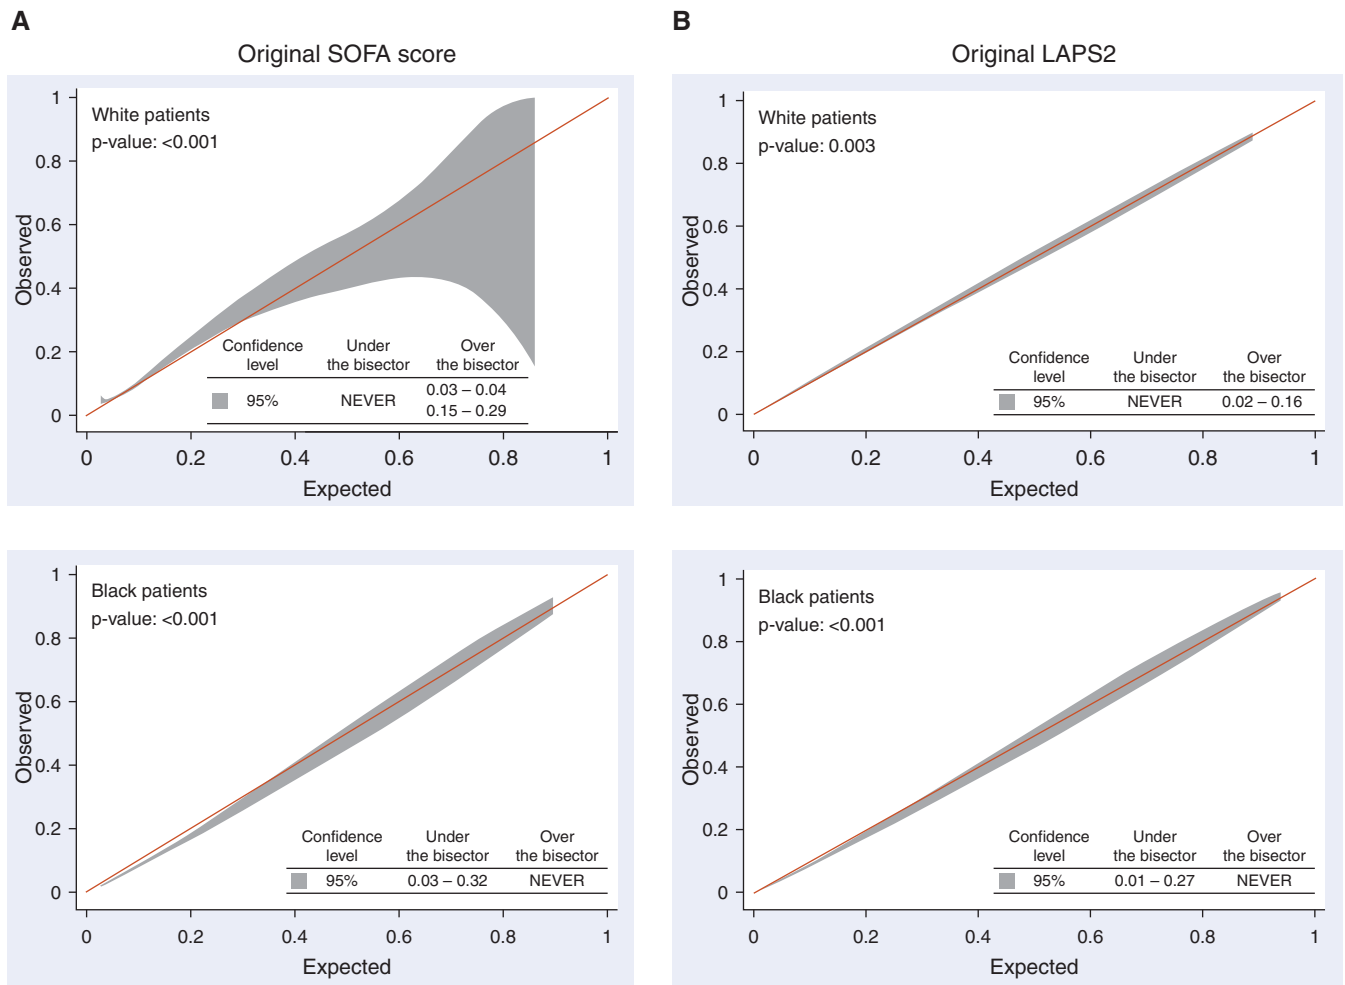 A
Original SOFA score
1
0.8
0.6
0.4
0.2
0
Observed
White patients
p-value: <0.001
Confidence level
Under the bisector
Over the bisector
95%
NEVER
0.03 – 0.04
0.15 – 0.29
0 0.2 0.4 0.6 0.8 1
Expected
B
Original LAPS2
1
0.8
0.6
0.4
0.2
0
Observed
White patients
p-value: 0.003
Confidence level
Under the bisector
Over the bisector
95% NEVER 0.02 – 0.16
0 0.2 0.4 0.6 0.8 1
Expected
1
0.8
0.6
0.4
0.2
0
Observed
Black patients
p-value: <0.001
Confidence level
Under the bisector
Over the bisector
95% 0.03 – 0.32 NEVER
0 0.2 0.4 0.6 0.8 1
Expected
1
0.8
0.6
0.4
0.2
0
Observed
Black patients
p-value: <0.001
Confidence level
Under the bisector
Over the bisector
95% 0.01 – 0.27 NEVER
0 0.2 0.4 0.6 0.8 1
Expected